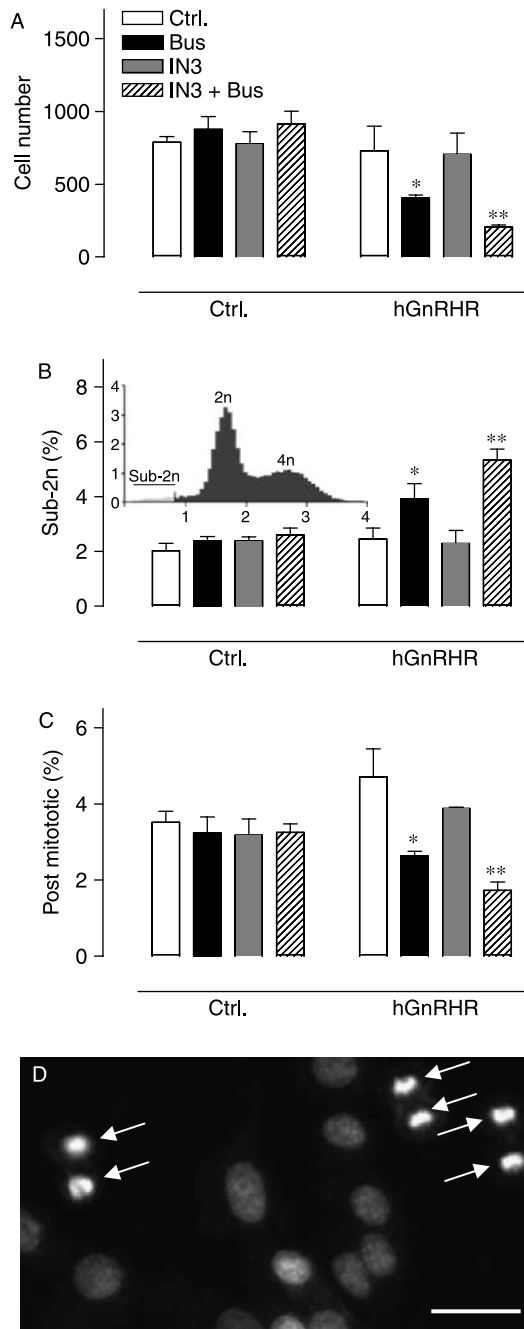 A
Cell number
1500
1000
500
0
Ctrl.
Bus
IN3
IN3 + Bus
*
**
Ctrl. hGnRHR
B
Sub-2n (%)
8
6
4
2
0
4
3
2
1
0
2n
4n
Sub-2n
1 2 3 4
*
**
Ctrl. hGnRHR
C
Post mitototic (%)
6
4
2
0
*
**
Ctrl. hGnRHR
D